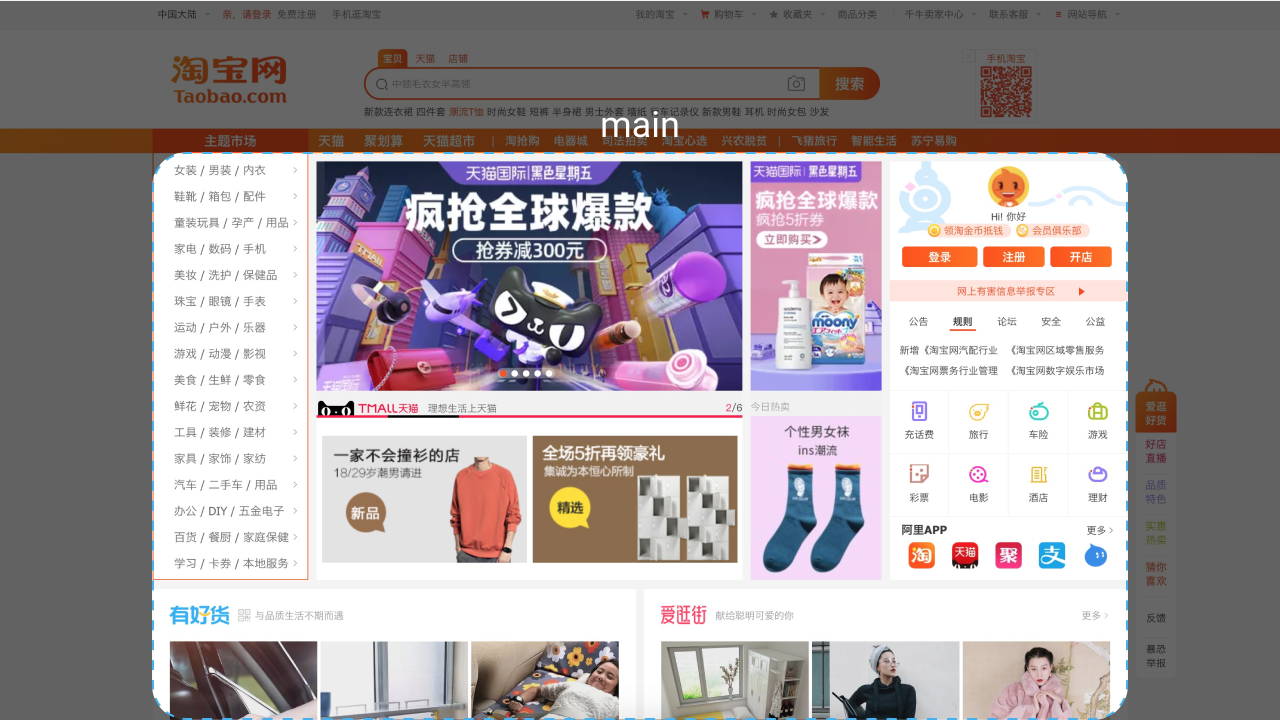 中国大陆
亲，请登录 免费注册 手机逛淘宝
我的淘宝 购物车 收藏夹 商品分类 千牛卖家中心 联系客服 网站导航
淘宝网
Taobao.com
宝贝 天猫 店铺
中领毛衣女半高领
搜索
手机淘宝
新款连衣裙 四件套 潮流T恤 时尚女鞋 短裤 半身裙 男士外套 墙纸 行车记录仪 新款男鞋 耳机 时尚女包 沙发
main
主题市场 天猫 聚划算 天猫超市 | 淘抢购 电器城 司法拍卖 淘宝心选 兴农脱贫 | 飞猪旅行 智能生活 苏宁易购
女装 / 男装 / 内衣
鞋靴 / 箱包 / 配件
童装玩具 / 孕产 / 用品
家电 / 数码 / 手机
美妆 / 洗护 / 保健品
珠宝 / 眼镜 / 手表
运动 / 户外 / 乐器
游戏 / 动漫 / 影视
美食 / 生鲜 / 零食
鲜花 / 宠物 / 农资
工具 / 装修 / 建材
家具 / 家饰 / 家纺
汽车 / 二手车 / 用品
办公 / DIY / 五金电子
百货 / 餐厨 / 家庭保健
学习 / 卡券 / 本地服务
天猫国际|黑色星期五
疯抢全球爆款
抢券减300元
天猫国际
TMALL天猫 理想生活上天猫 2/6
一家不会撞衫的店
18/29岁潮男请进
新品
全场5折再领豪礼
集诚为本恒心所制
精选
天猫国际|黑色星期五
疯抢全球爆款
疯抢5折券
立即购买>
moony
今日热卖
个性男女袜
ins潮流
Hi! 你好
领淘金币抵钱 会员俱乐部
登录 注册 开店
网上有害信息举报专区
公告 规则 论坛 安全 公益
新增《淘宝网汽配行业 《淘宝网区域零售服务
《淘宝网票务行业管理 《淘宝网数字娱乐市场
充话费 旅行 车险 游戏
彩票 电影 酒店 理财
阿里APP 更多
淘 天猫 聚 支
爱逛
好货
好店
直播
品质
特色
实惠
热卖
猜你
喜欢
反馈
暴恐
举报
有好货 与品质生活不期而遇
爱逛街 献给聪明可爱的你 更多